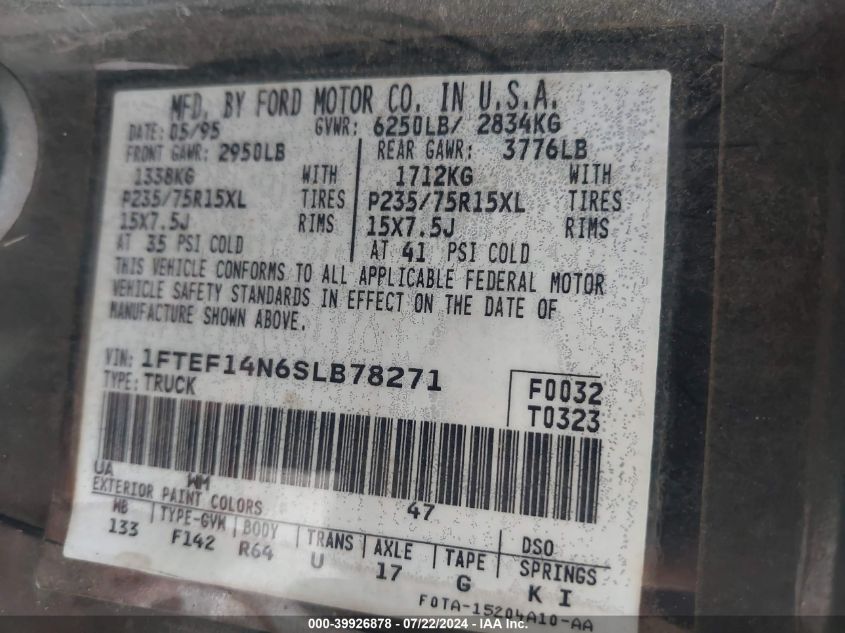 MFD. BY FORD MOTOR CO. IN U.S.A.
DATE: 05/95 GVWR: 6250LB/ 2834KG
FRONT GAWR: 2950LB REAR GAWR: 3776LB
1338KG WITH 1712KG WITH
P235/75R15XL TIRES P235/75R15XL TIRES
15X7.5J RIMS 15X7.5J RIMS
AT 35 PSI COLD AT 41 PSI COLD
THIS VEHICLE CONFORMS TO ALL APPLICABLE FEDERAL MOTOR
VEHICLE SAFETY STANDARDS IN EFFECT ON THE DATE OF
MANUFACTURE SHOWN ABOVE.
VIN: 1FTEF14N6SLB78271
TYPE: TRUCK
F0032
T0323
UA WM 47
EXTERIOR PAINT COLORS DSO
WB TYPE-GVW BODY TRANS AXLE TAPE SPRINGS
133 F142 R64 U 17 G K I
F0TA-15204A10-AA
000-39926878 - 07/22/2024 - IAAI.COM